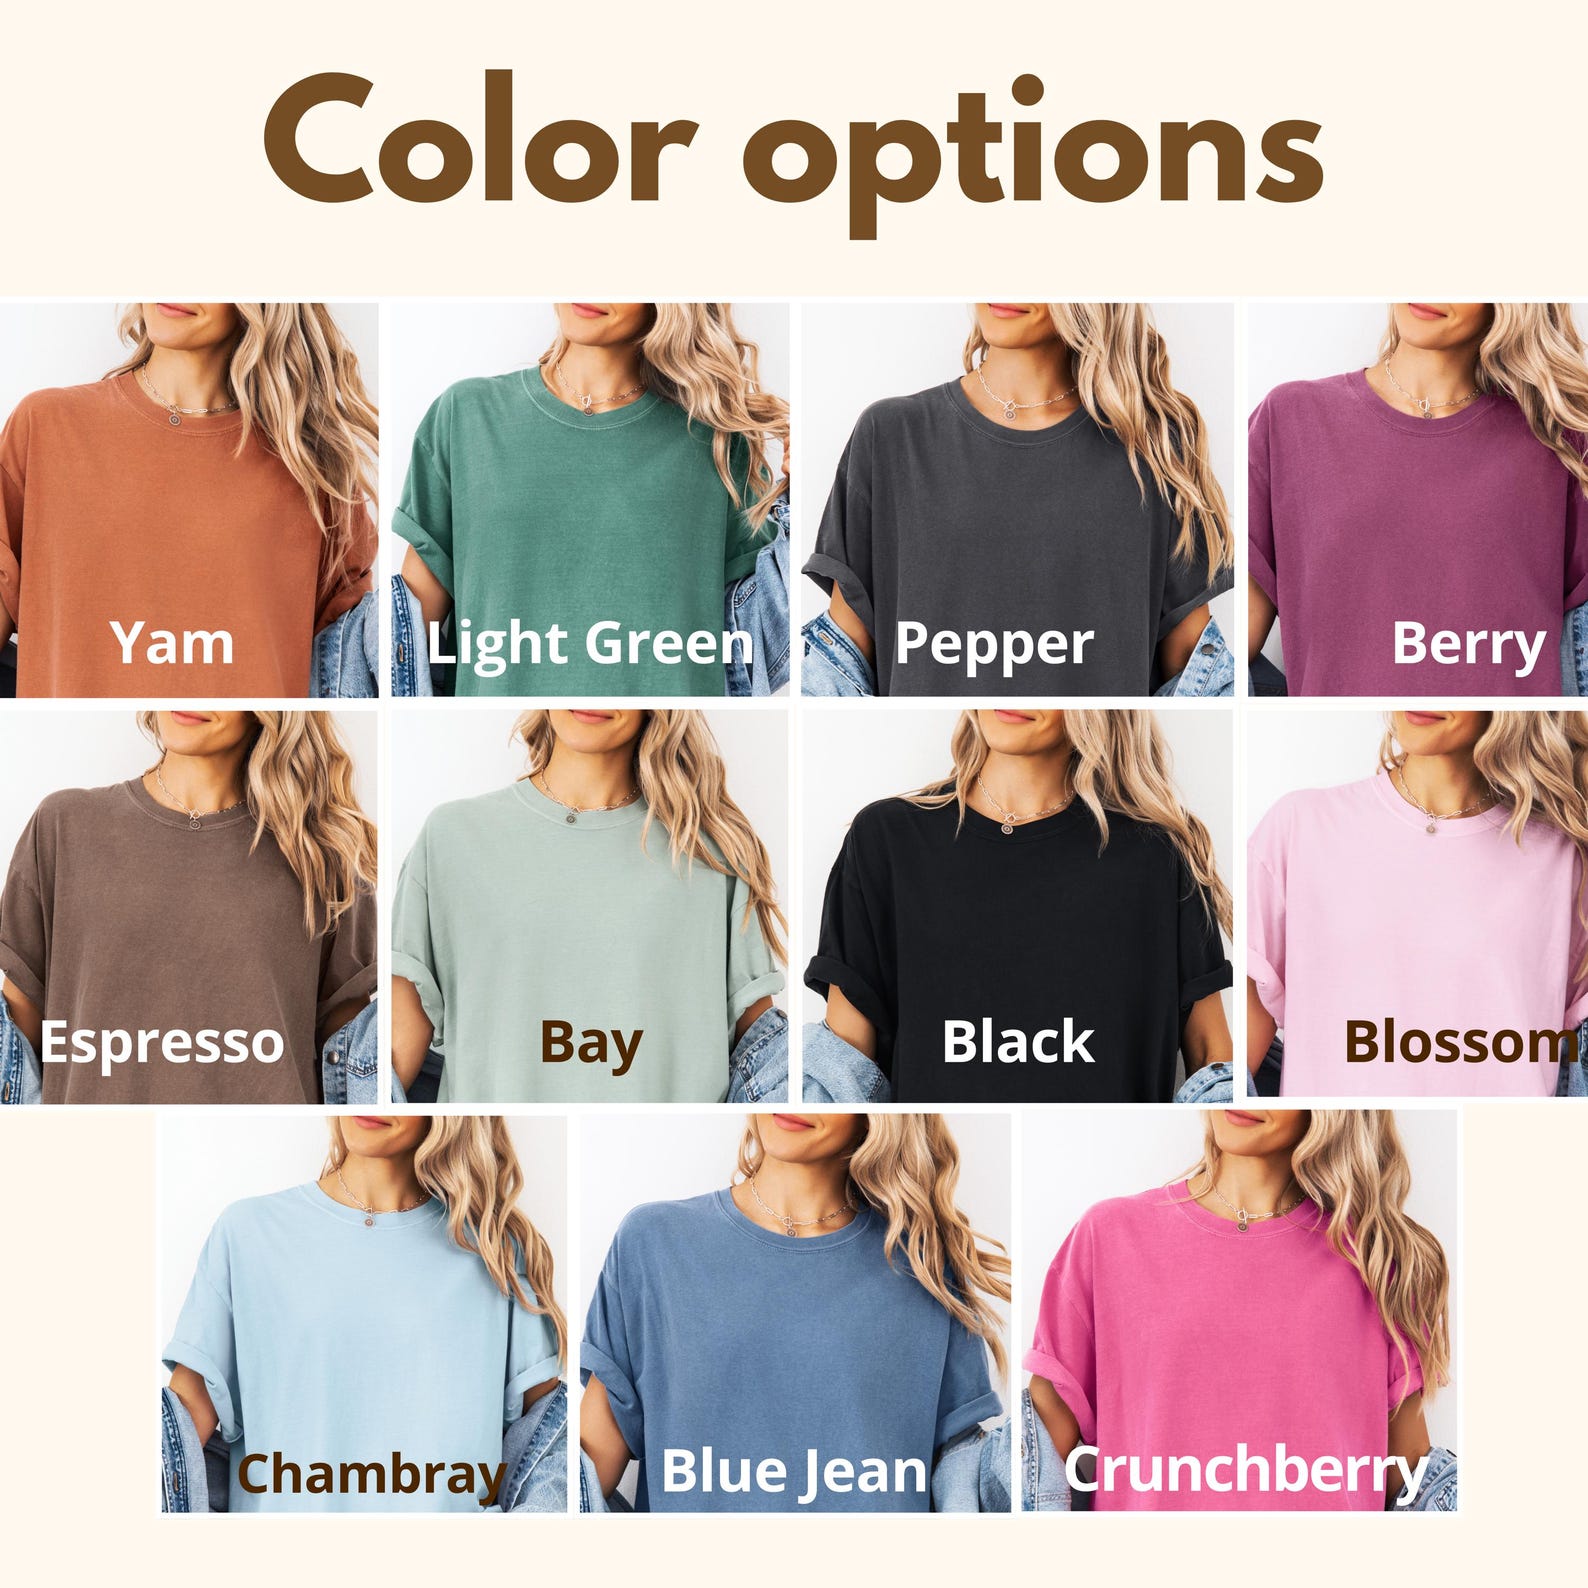 Color options
Yam
Light Green
Pepper
Berry
Espresso
Bay
Black
Blossom
Chambray
Blue Jean
Crunchberry